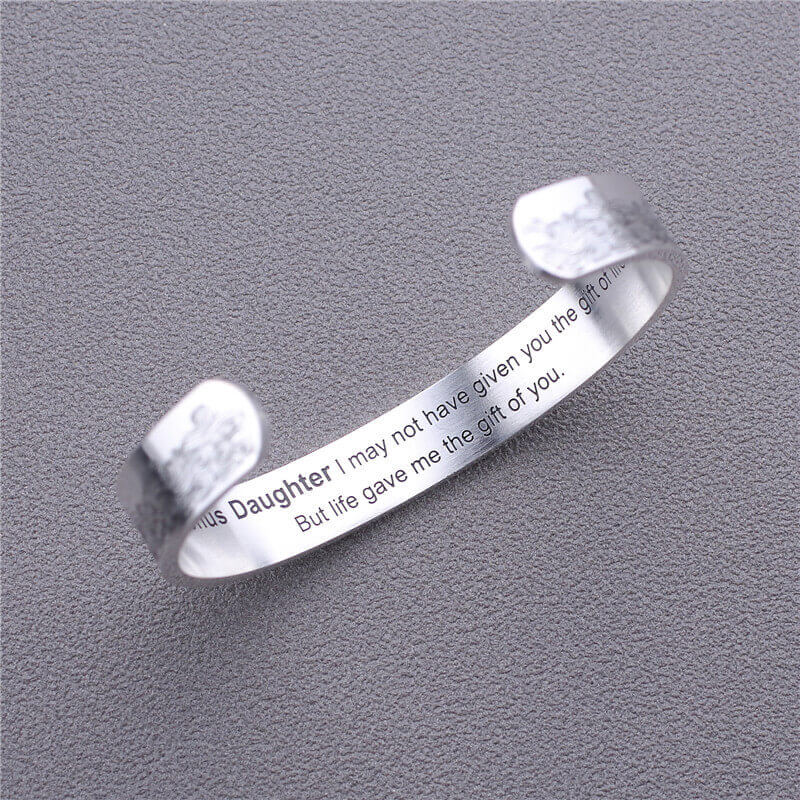 Daughter I may not have given you the gift of
But life gave me the gift of you.